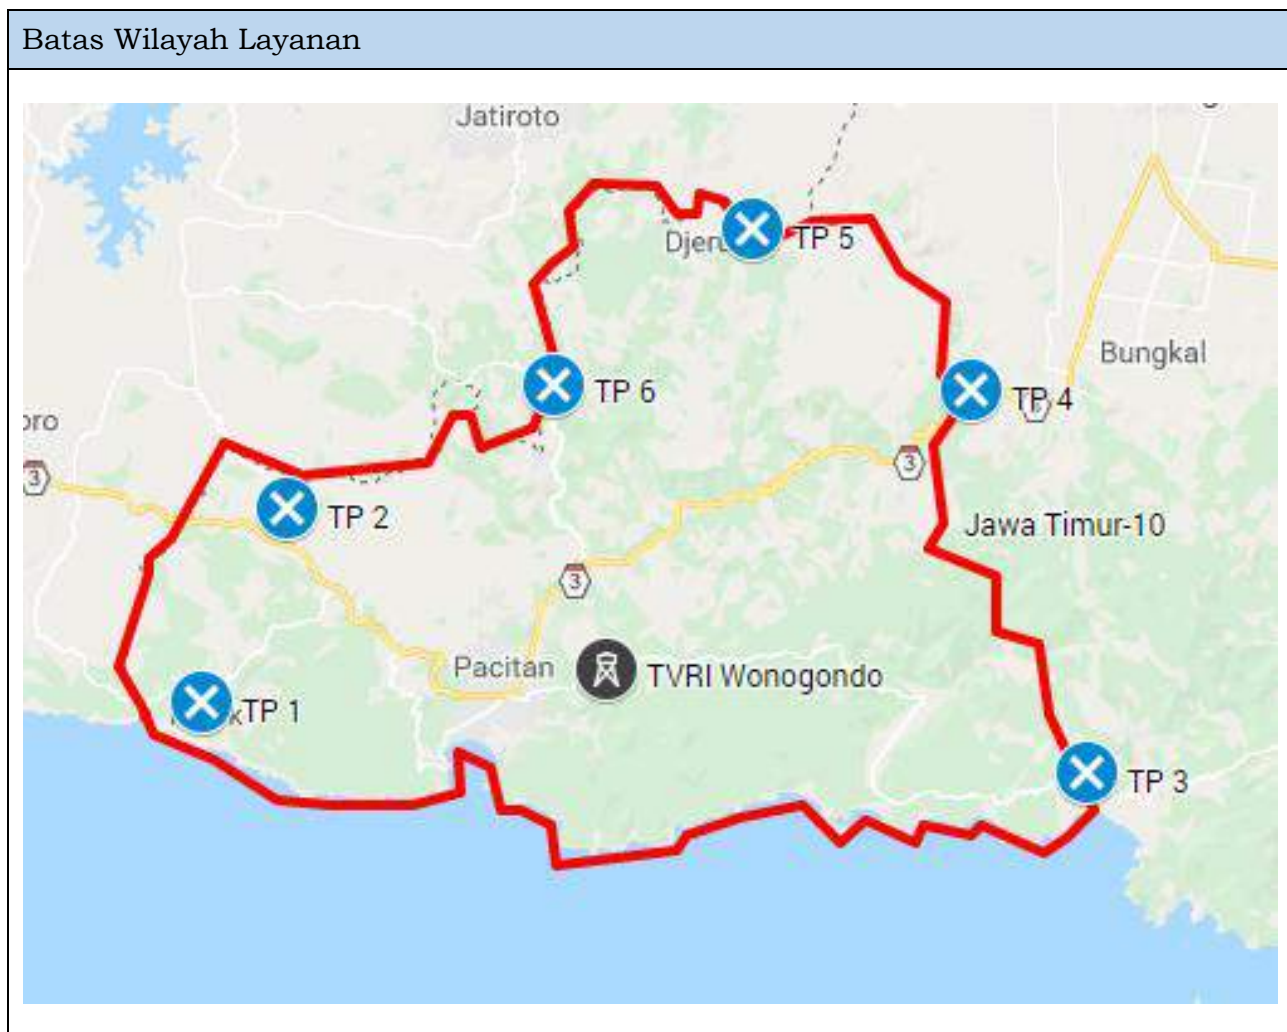 Batas Wilayah Layanan
Jatiroto
TP 5
Bungkal
TP 6
TP 4
3
3
TP 2
Jawa Timur-10
3
Pacitan
TVRI Wonogondo
TP 1
TP 3